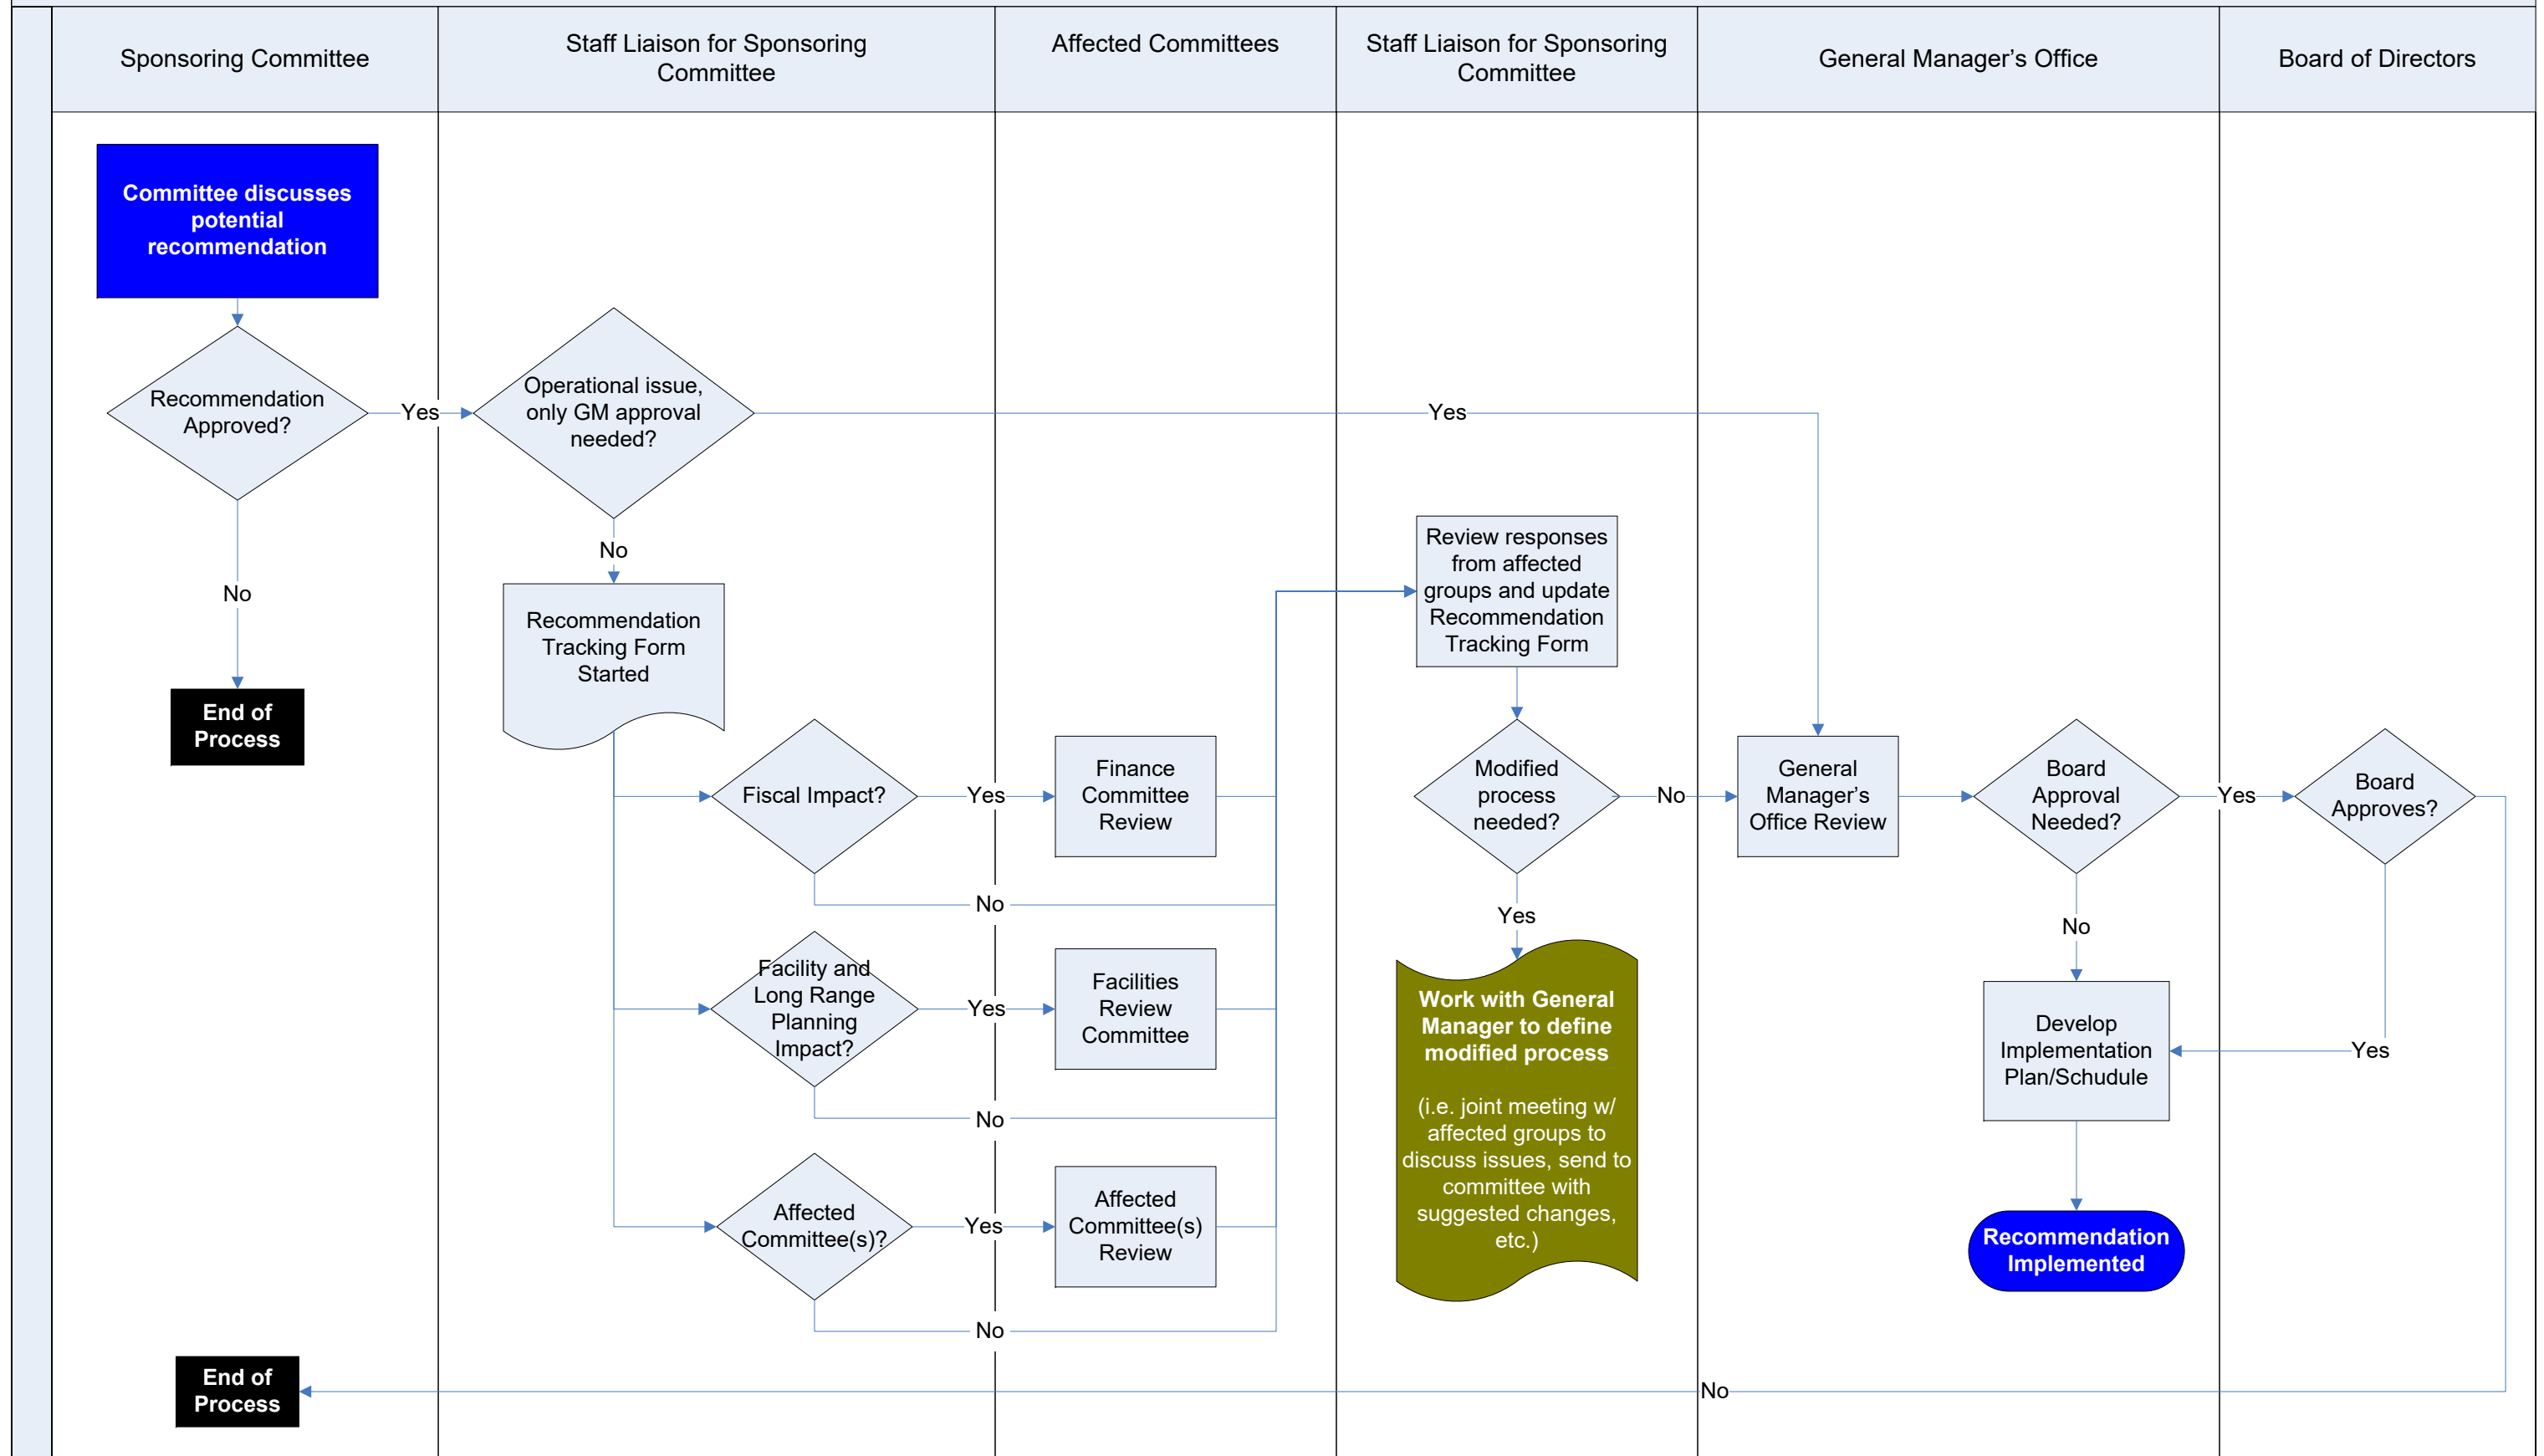 Sponsoring Committee
Staff Liaison for Sponsoring
Committee
Affected Committees
Staff Liaison for Sponsoring
Committee
General Manager’s Office
Board of Directors
Committee discusses
potential
recommendation
Recommendation
Approved?
Yes
No
End of
Process
Operational issue,
only GM approval
needed?
Yes
No
Recommendation
Tracking Form
Started
Fiscal Impact?
Yes
No
Finance
Committee
Review
Facility and
Long Range
Planning
Impact?
Yes
No
Facilities
Review
Committee
Affected
Committee(s)?
Yes
No
Affected
Committee(s)
Review
Review responses
from affected
groups and update
Recommendation
Tracking Form
Modified
process
needed?
No
Yes
Work with General
Manager to define
modified process
(i.e. joint meeting w/
affected groups to
discuss issues, send to
committee with
suggested changes,
etc.)
General
Manager’s
Office Review
Board
Approval
Needed?
Yes
No
Board
Approves?
Yes
Develop
Implementation
Plan/Schudule
Recommendation
Implemented
No
End of
Process